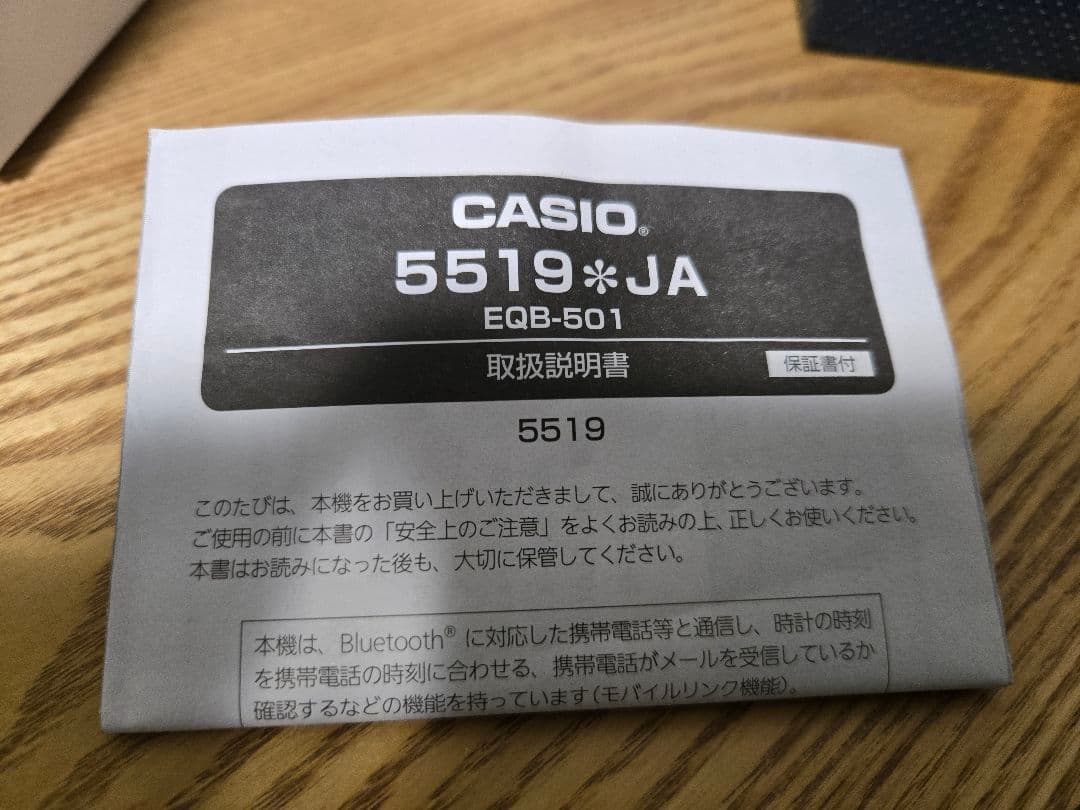 CASIO®
5519＊JA
EQB-501
取扱説明書
保証書付
5519
このたびは、本機をお買い上げいただきまして、誠にありがとうございます。
ご使用の前に本書の「安全上のご注意」をよくお読みの上、正しくお使いください。
本書はお読みになった後も、大切に保管してください。
本機は、Bluetooth® に対応した携帯電話等と通信し、時計の時刻
を携帯電話の時刻に合わせる、携帯電話がメールを受信しているか
確認するなどの機能を持っています（モバイルリンク機能）。